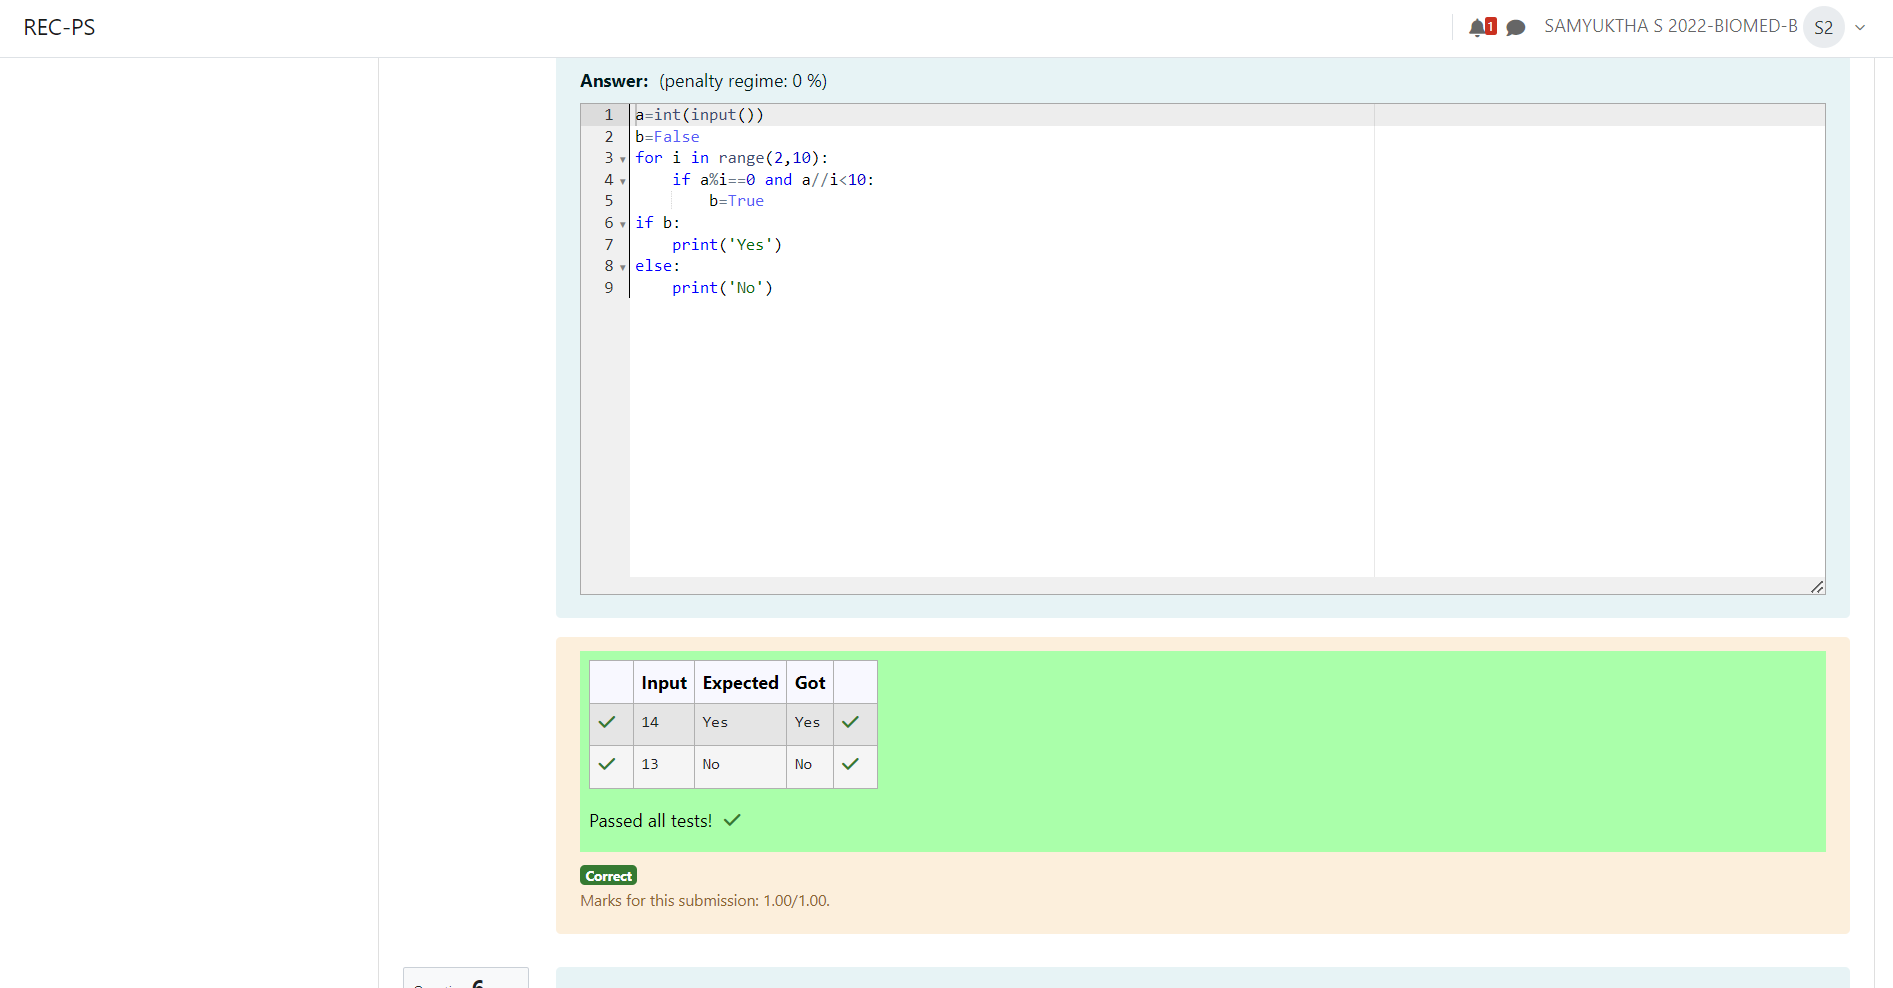 REC-PS
1
SAMYUKTHA S 2022-BIOMED-B
S2
Answer: (penalty regime: 0 %)
1 a=int(input())
2 b=False
3 for i in range(2,10):
4     if a%i==0 and a//i<10:
5         b=True
6 if b:
7     print('Yes')
8 else:
9     print('No')
Input Expected Got
14 Yes Yes
13 No No
Passed all tests!
Correct
Marks for this submission: 1.00/1.00.
6